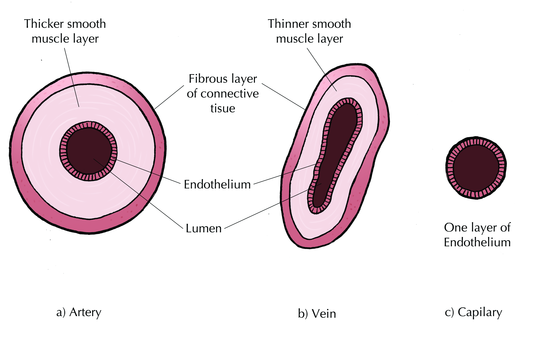 Thicker smooth
muscle layer
Thinner smooth
muscle layer
Fibrous layer
of connective
tisue
Endothelium
Lumen
One layer of
Endothelium
a) Artery
b) Vein
c) Capilary